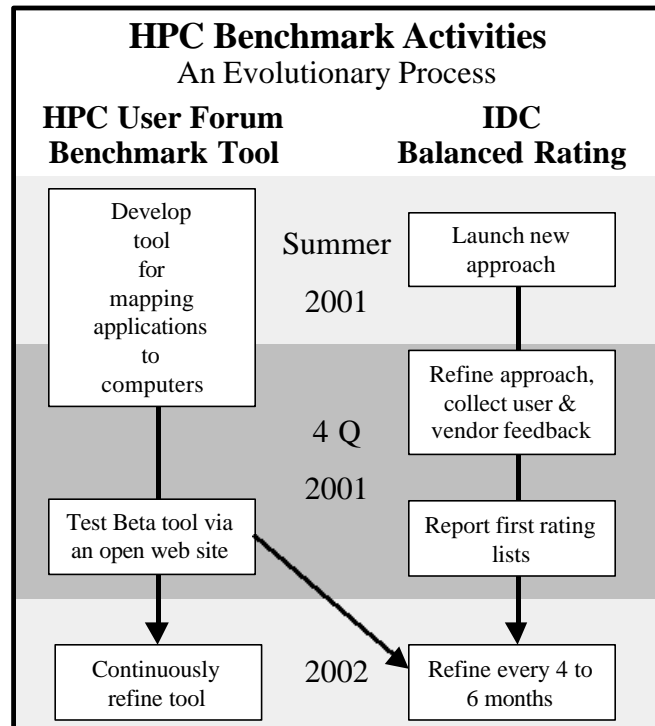 HPC Benchmark Activities
An Evolutionary Process
HPC User Forum
Benchmark Tool
IDC
Balanced Rating
Develop
tool
for
mapping
applications
to
computers
Summer
2001
Launch new
approach
Refine approach,
collect user &
vendor feedback
4 Q
2001
Test Beta tool via
an open web site
Report first rating
lists
Continuously
refine tool
2002
Refine every 4 to
6 months